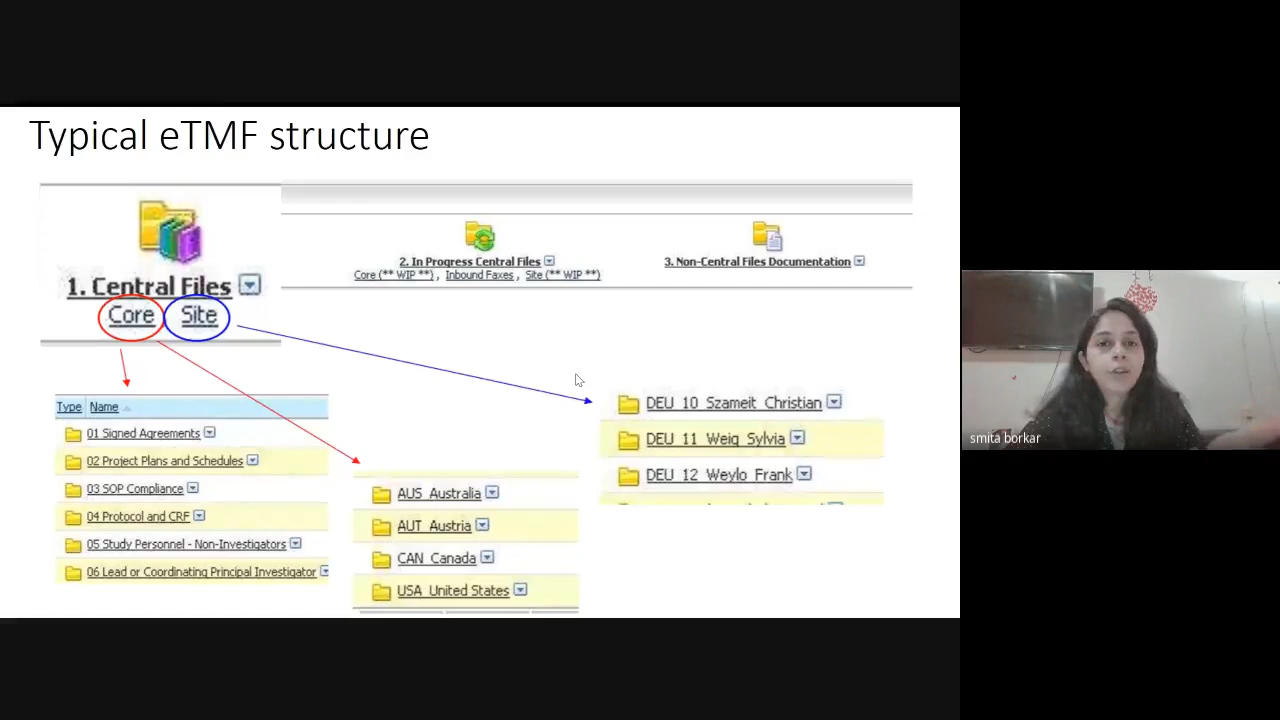 Typical eTMF structure
1. Central Files
Core Site
2. In Progress Central Files
Core (** WIP **) , Inbound Faxes , Site (** WIP **)
3. Non-Central Files Documentation
Type Name
01 Signed Agreements
02 Project Plans and Schedules
03 SOP Compliance
04 Protocol and CRF
05 Study Personnel - Non-Investigators
06 Lead or Coordinating Principal Investigator
AUS Australia
AUT Austria
CAN Canada
USA United States
DEU 10 Szameit Christian
DEU 11 Weig Sylvia
DEU 12 Weylo Frank
smita borkar